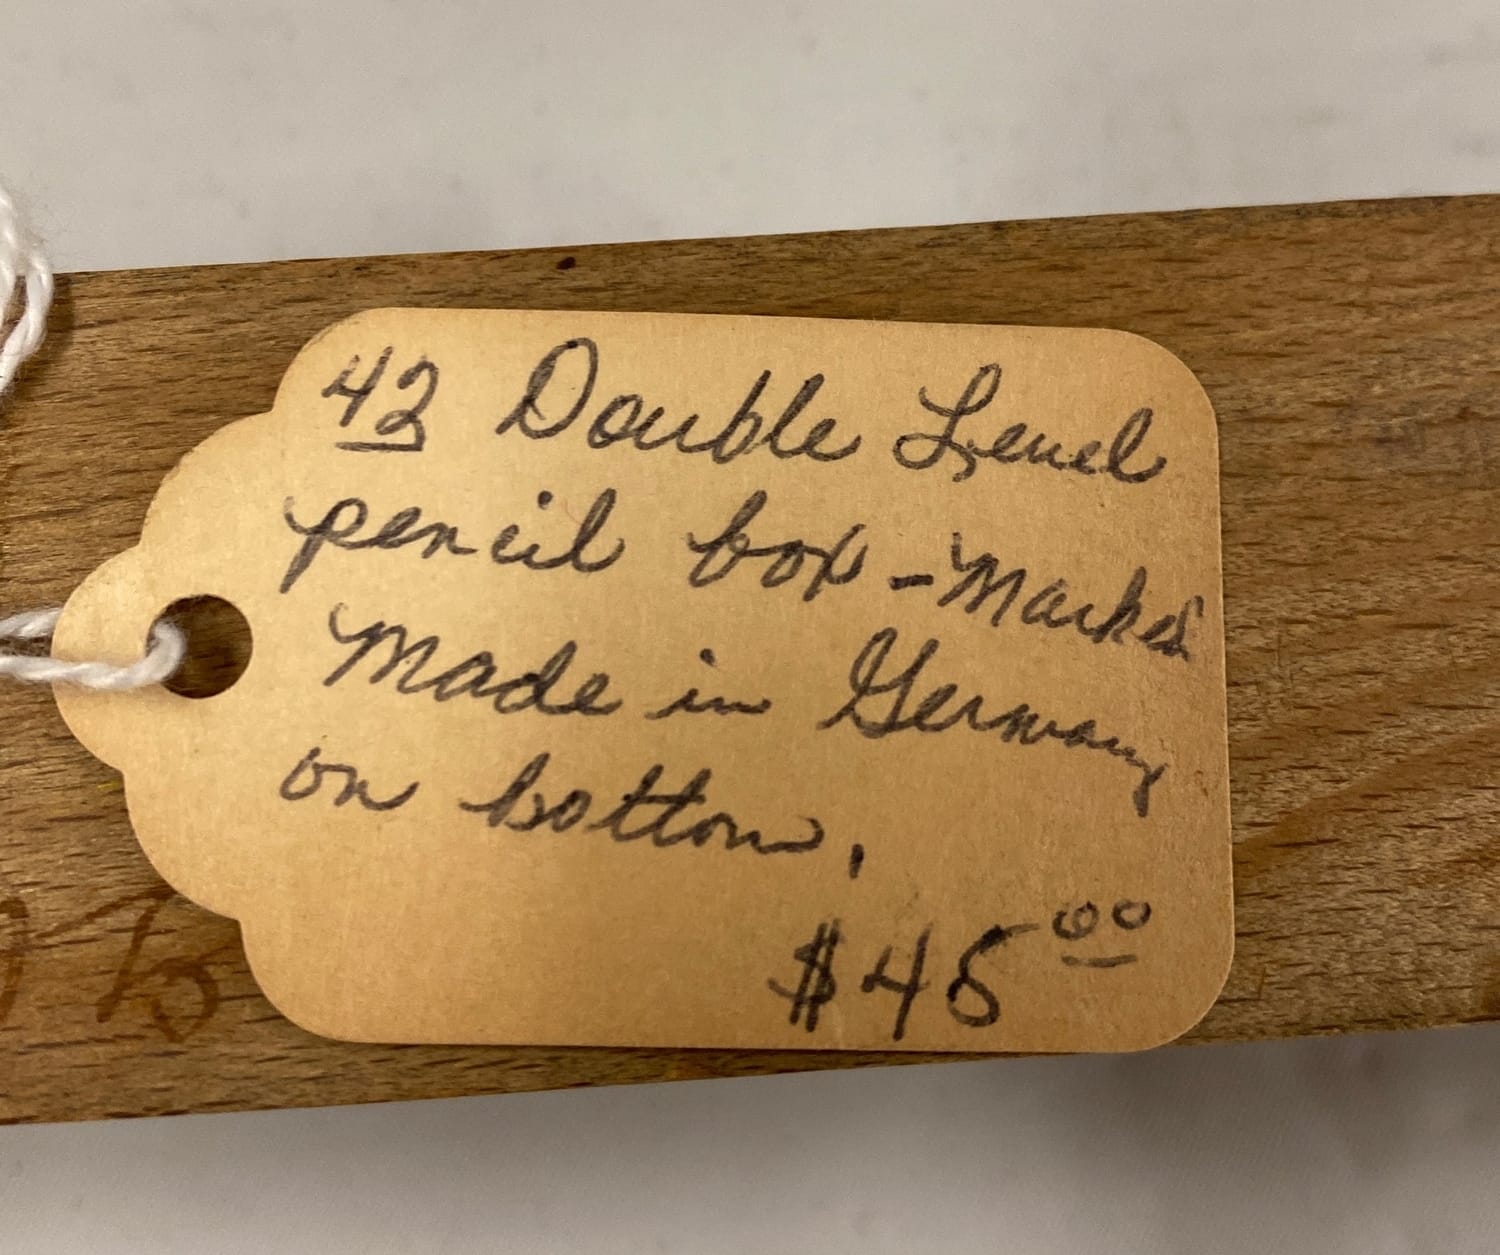 42 Double Level
pencil box - Marked
Made in Germany
on bottom.
$45.00